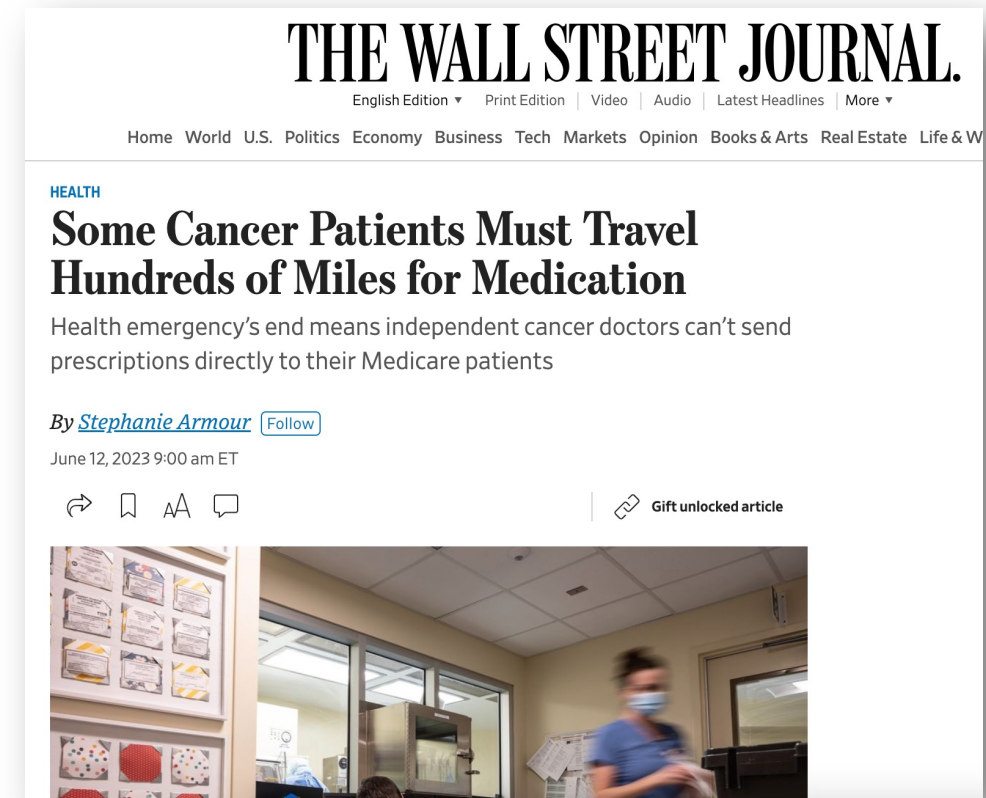 THE WALL STREET JOURNAL.
English Edition ▼ Print Edition | Video | Audio | Latest Headlines | More ▼
Home World U.S. Politics Economy Business Tech Markets Opinion Books & Arts Real Estate Life & W
HEALTH
Some Cancer Patients Must Travel
Hundreds of Miles for Medication
Health emergency's end means independent cancer doctors can't send
prescriptions directly to their Medicare patients
By Stephanie Armour Follow
June 12, 2023 9:00 am ET
AA Gift unlocked article